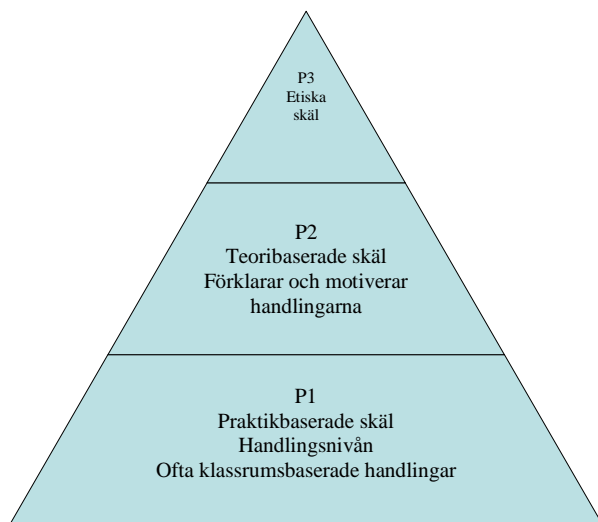 P3
Etiska
skäl
P2
Teoribaserade skäl
Förklarar och motiverar
handlingarna
P1
Praktikbaserade skäl
Handlingsnivån
Ofta klassrumsbaserade handlingar